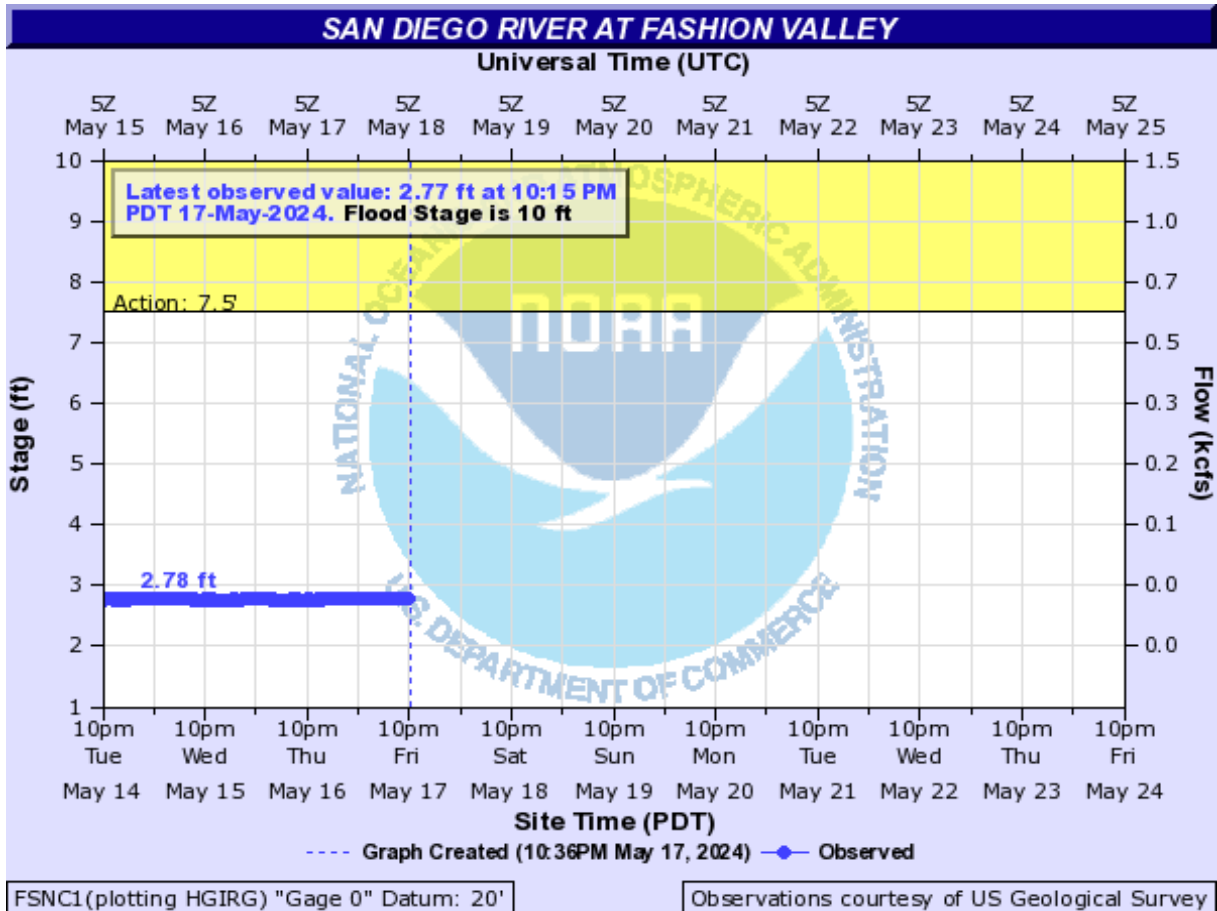 SAN DIEGO RIVER AT FASHION VALLEY
Universal Time (UTC)
5Z 5Z 5Z 5Z 5Z 5Z 5Z 5Z 5Z 5Z 5Z
May 15 May 16 May 17 May 18 May 19 May 20 May 21 May 22 May 23 May 24 May 25
Latest observed value: 2.77 ft at 10:15 PM
PDT 17-May-2024. Flood Stage is 10 ft
Action: 7.5'
2.78 ft
Stage (ft)
10
9
8
7
6
5
4
3
2
1
Flow (kcfs)
1.5
1.0
0.7
0.5
0.3
0.2
0.1
0.0
0.0
NATIONAL OCEANIC AND ATMOSPHERIC ADMINISTRATION
NOAA
U.S. DEPARTMENT OF COMMERCE
10pm 10pm 10pm 10pm 10pm 10pm 10pm 10pm 10pm 10pm 10pm
Tue Wed Thu Fri Sat Sun Mon Tue Wed Thu Fri
May 14 May 15 May 16 May 17 May 18 May 19 May 20 May 21 May 22 May 23 May 24
Site Time (PDT)
Graph Created (10:36PM May 17, 2024) Observed
FSNC1(plotting HGIRG) "Gage 0" Datum: 20'
Observations courtesy of US Geological Survey